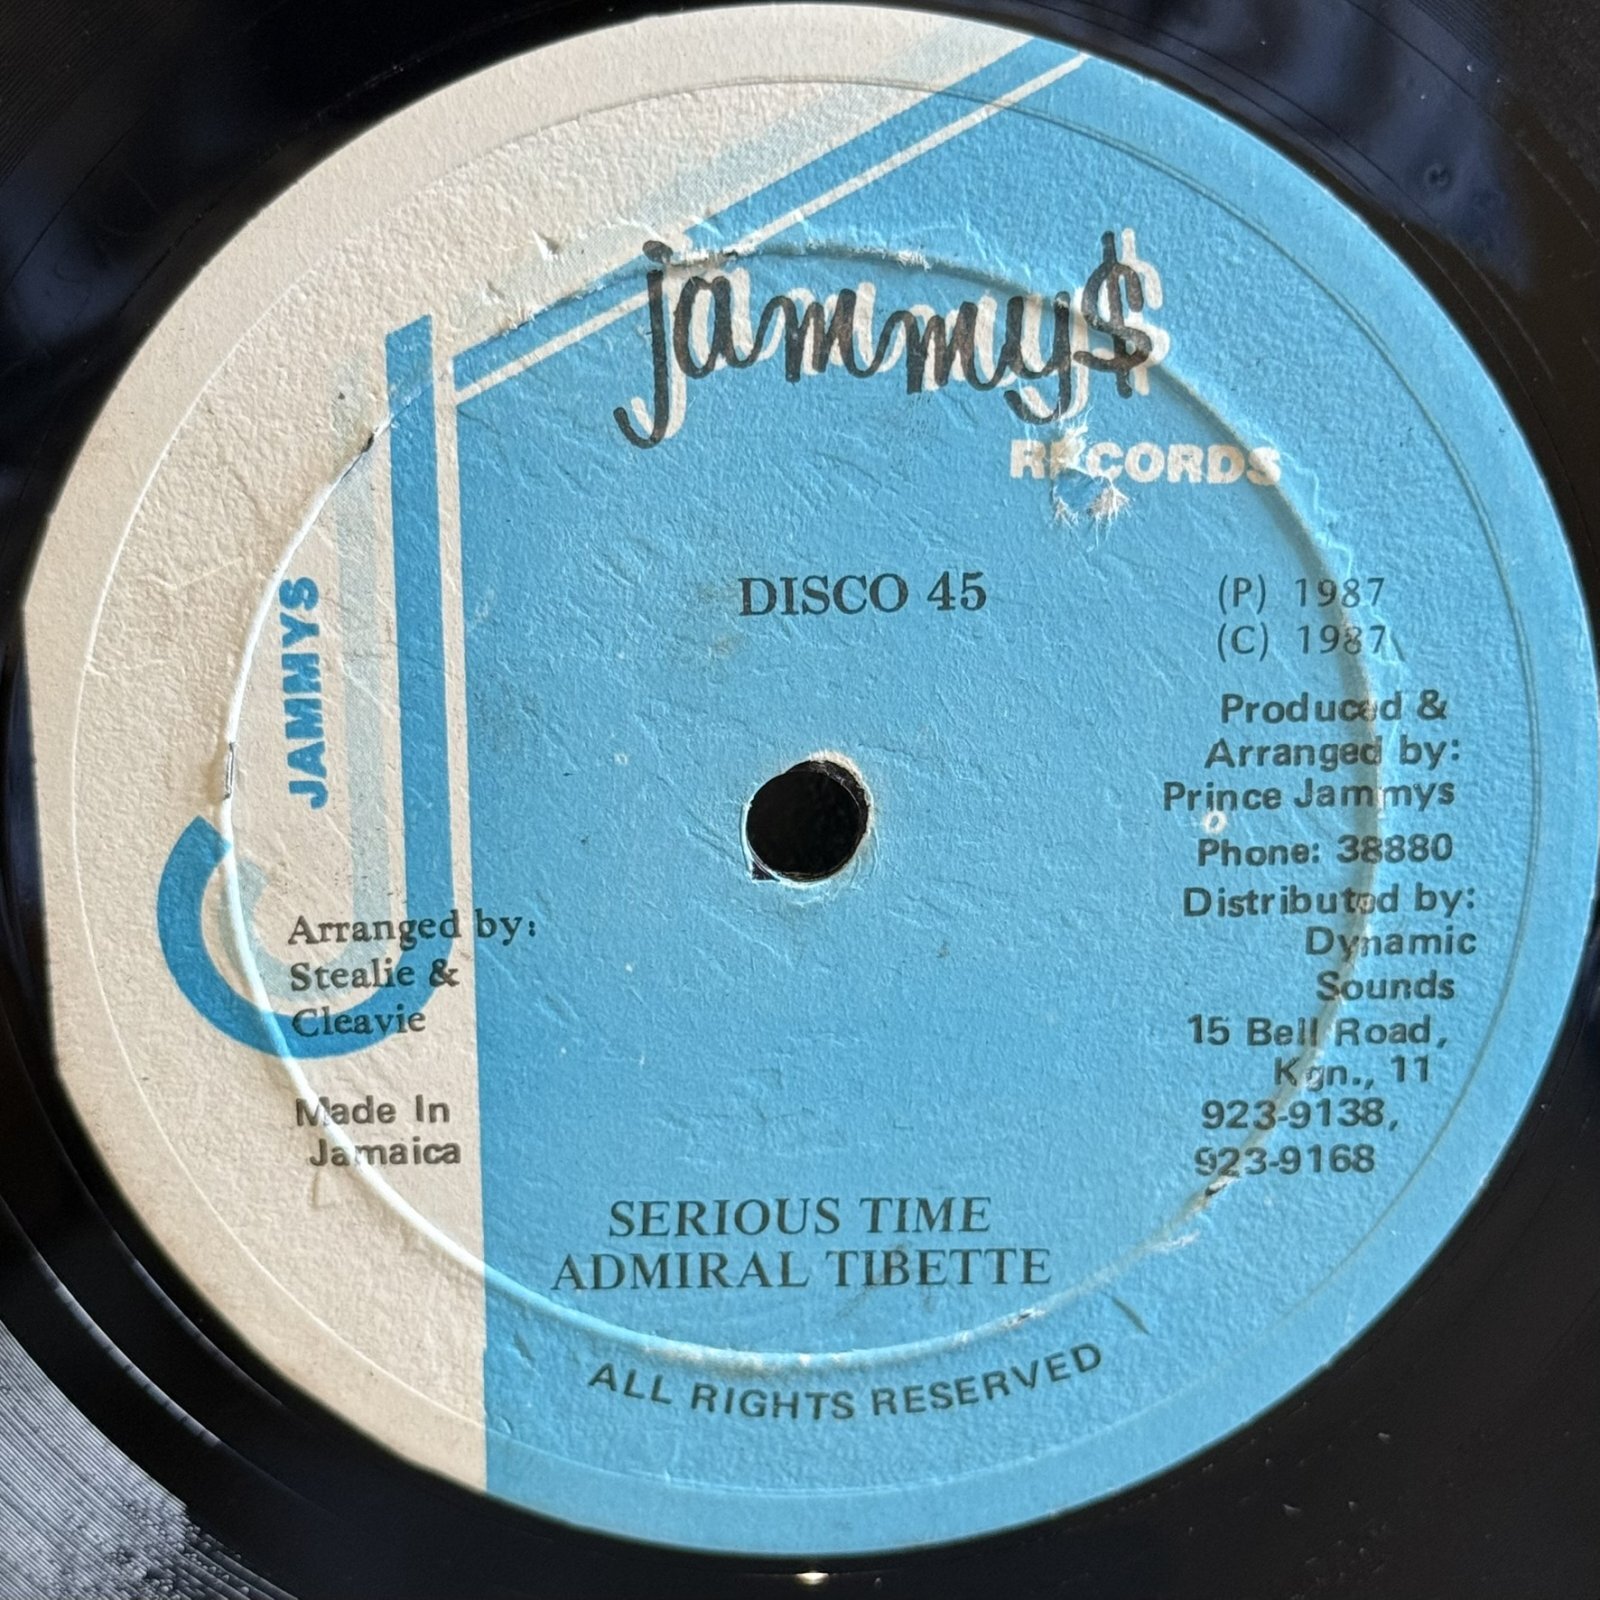 jammy$
RECORDS
DISCO 45
(P) 1987
(C) 1987
Produced &
Arranged by:
Prince Jammys
Phone: 38880
Distributed by:
Dynamic
Sounds
15 Bell Road,
Kgn., 11
923-9138,
923-9168
JAMMYS
Arranged by:
Stealie &
Cleavie
Made In
Jamaica
SERIOUS TIME
ADMIRAL TIBETTE
ALL RIGHTS RESERVED